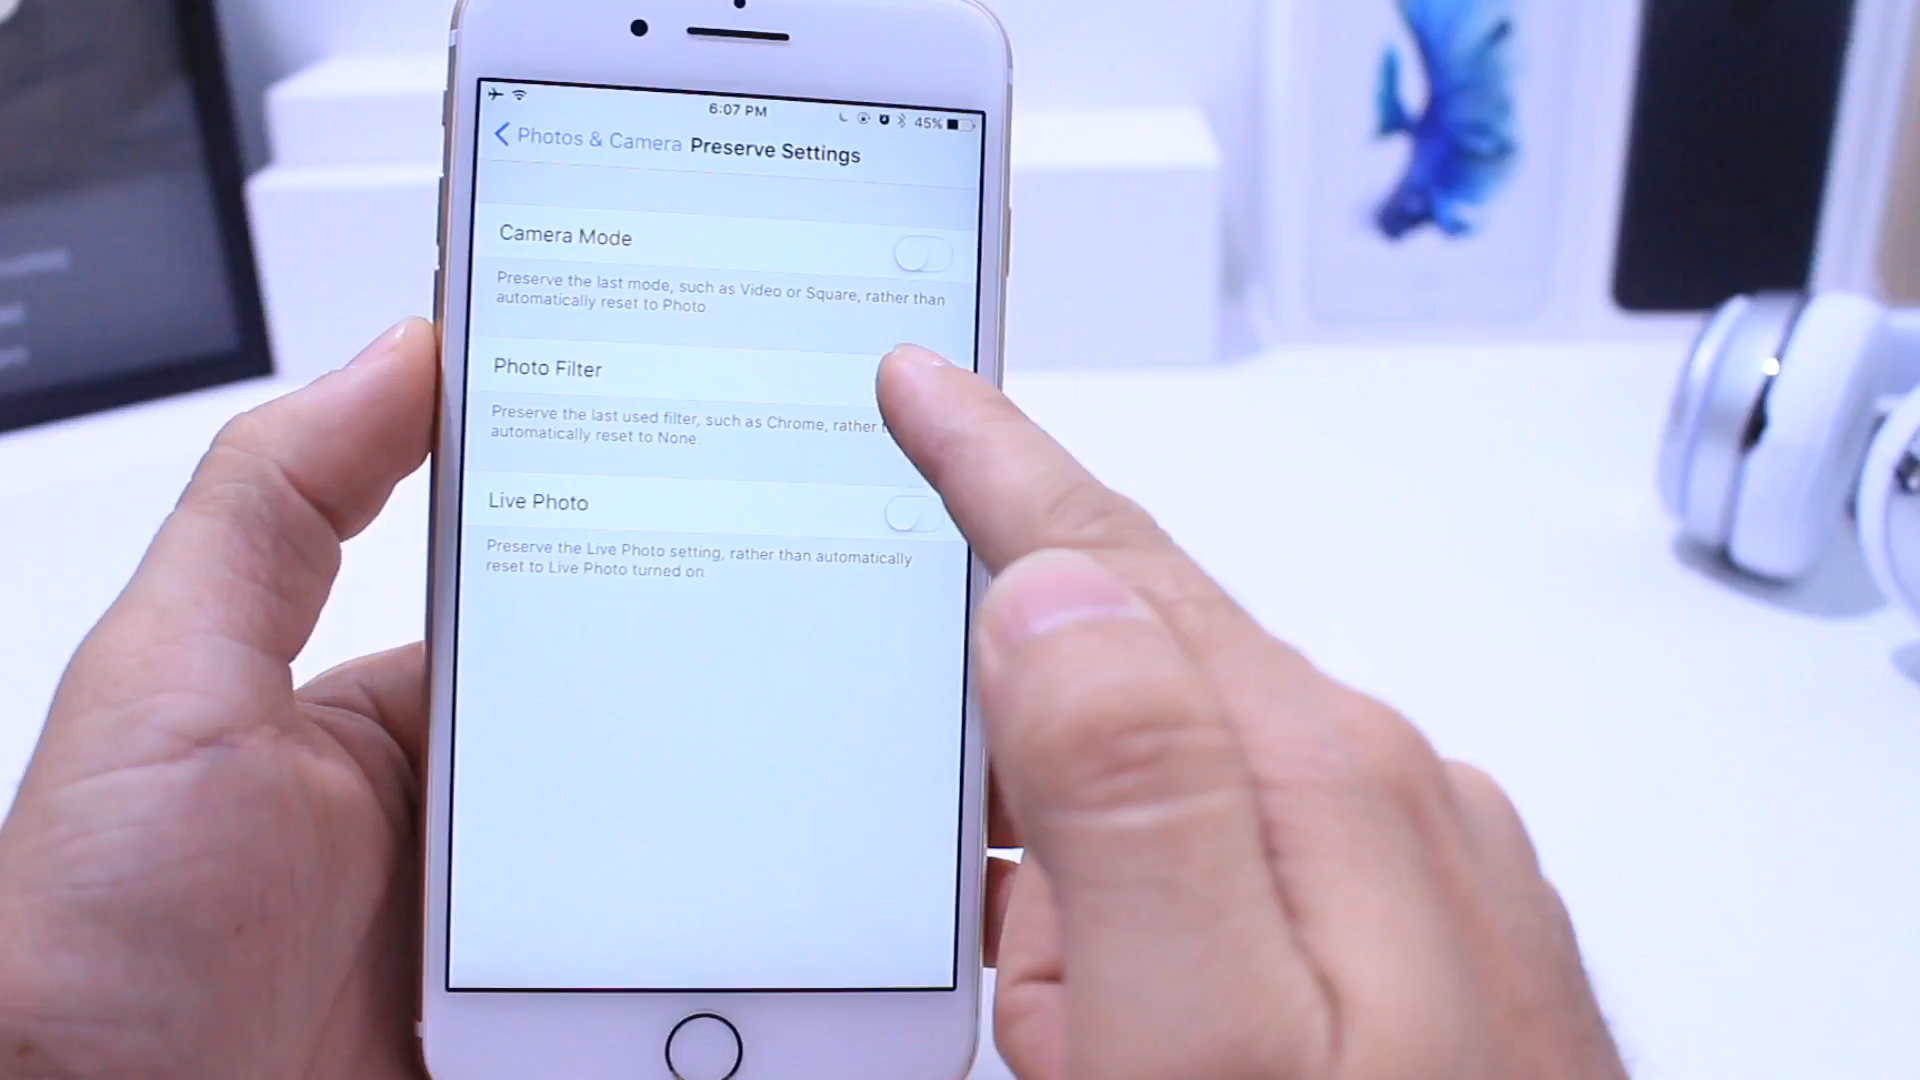 6:07 PM
45%
Photos & Camera Preserve Settings
Camera Mode
Preserve the last mode, such as Video or Square, rather than
automatically reset to Photo.
Photo Filter
Preserve the last used filter, such as Chrome, rather
automatically reset to None.
Live Photo
Preserve the Live Photo setting, rather than automatically
reset to Live Photo turned on.